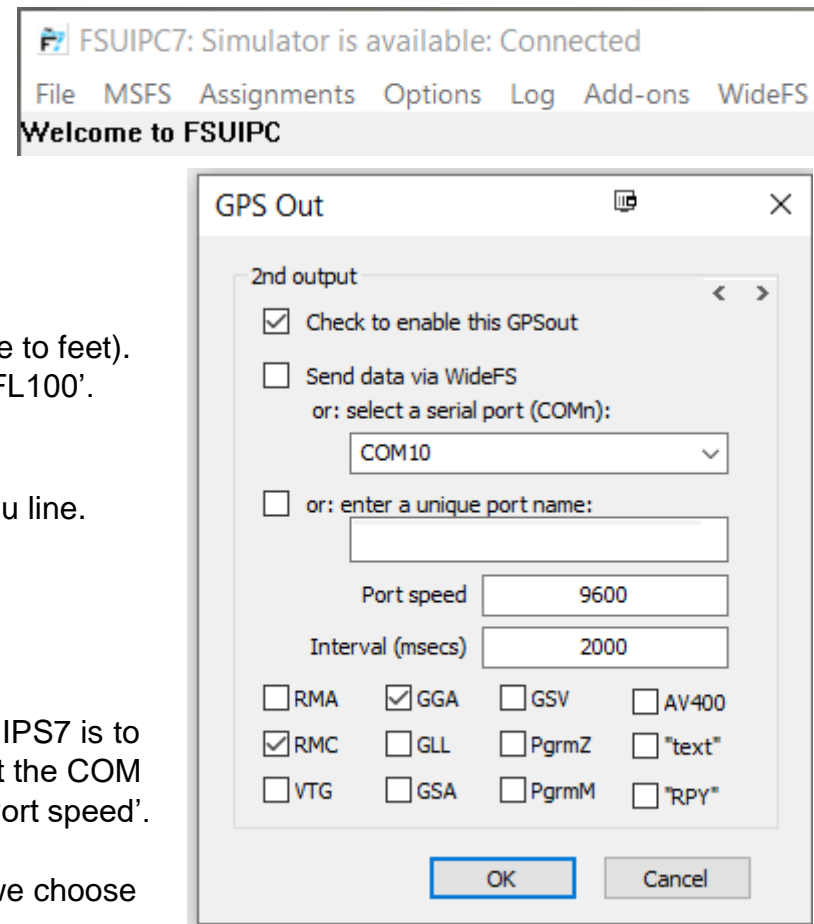 FSUIPC7: Simulator is available: Connected
File MSFS Assignments Options Log Add-ons WideFS
Welcome to FSUIPC
e to feet).
FL100’.
u line.
IPS7 is to
t the COM
ort speed’.
we choose
GPS Out
2nd output
< >
Check to enable this GPSout
Send data via WideFS
or: select a serial port (COMn):
COM10
or: enter a unique port name:
Port speed 9600
Interval (msecs) 2000
RMA GGA GSV AV400
RMC GLL PgrmZ "text"
VTG GSA PgrmM "RPY"
OK Cancel